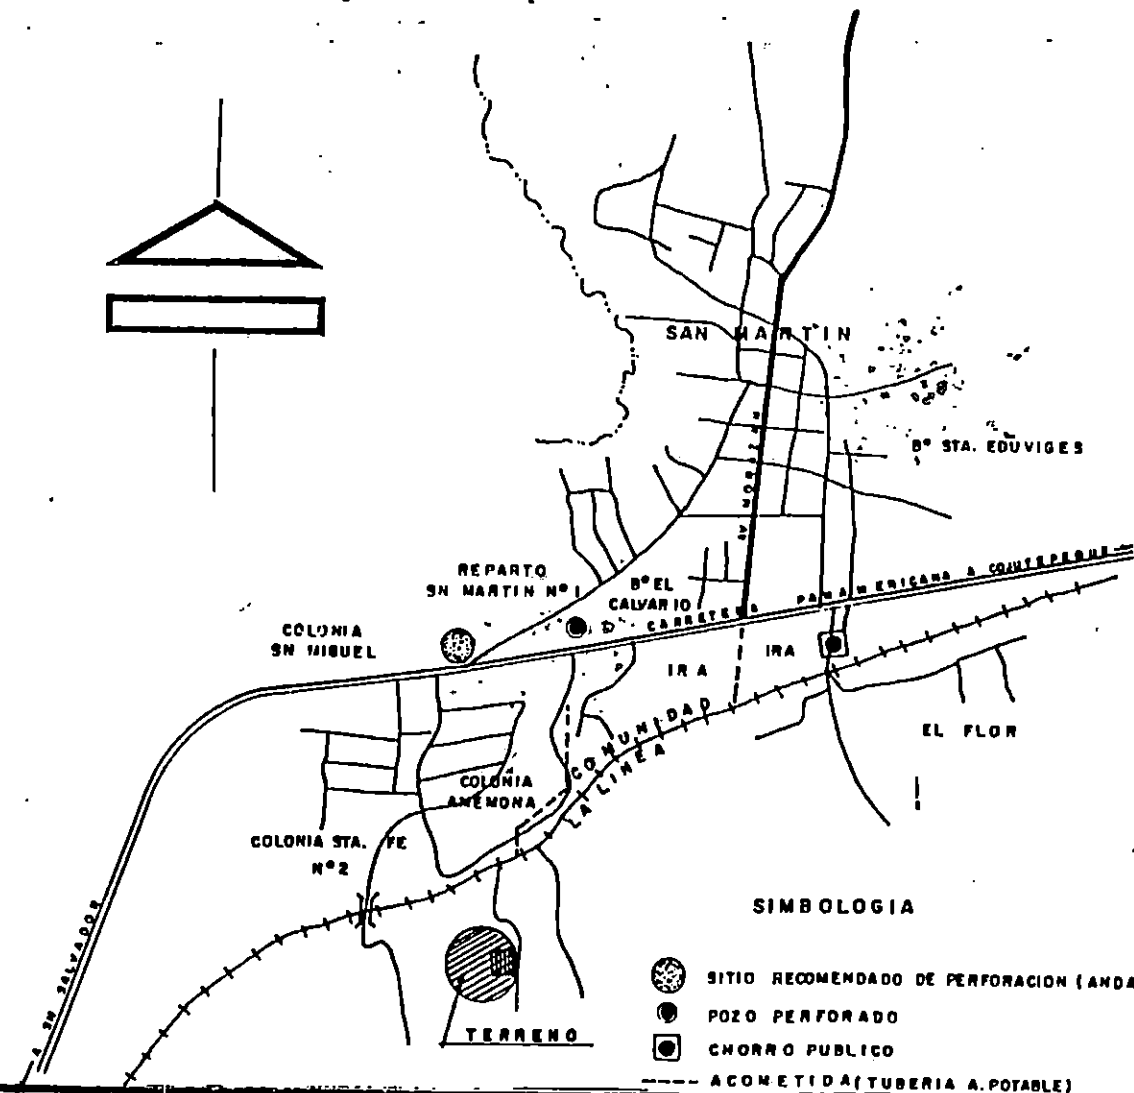 SAN MARTIN
Bº STA. EDUVIGES
REPARTO
SN MARTIN Nº 1
Bº EL
CALVARIO
CARRETERA PANAMERICANA A COJUTEPEQUE
COLONIA
SN MIGUEL
IRA
IRA
EL FLOR
COMUNIDAD
LA LINEA
COLONIA
ANEMONA
COLONIA STA. FE
Nº 2
A SN SALVADOR
TERRENO
SIMBOLOGIA
SITIO RECOMENDADO DE PERFORACION (ANDA
POZO PERFORADO
CHORRO PUBLICO
ACOMETIDA (TUBERIA A. POTABLE)